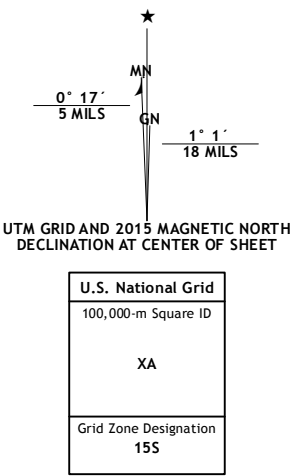 ★
MN
0° 17´
5 MILS
GN
1° 1´
18 MILS
UTM GRID AND 2015 MAGNETIC NORTH
DECLINATION AT CENTER OF SHEET
U.S. National Grid
100,000-m Square ID
XA
Grid Zone Designation
15S